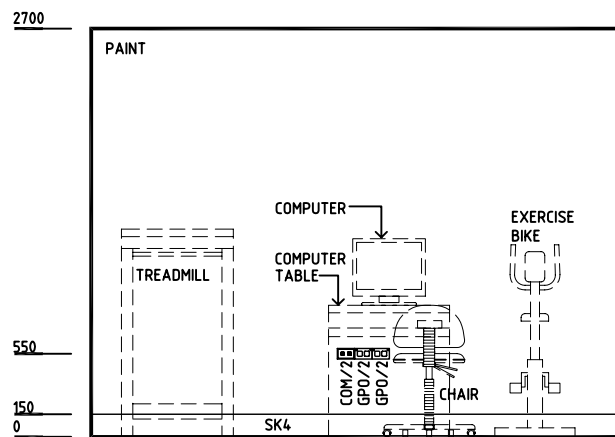 2700
PAINT
COMPUTER
EXERCISE
BIKE
COMPUTER
TABLE
TREADMILL
550
COM/2
GPO/2
GPO/2
CHAIR
150
0
SK4